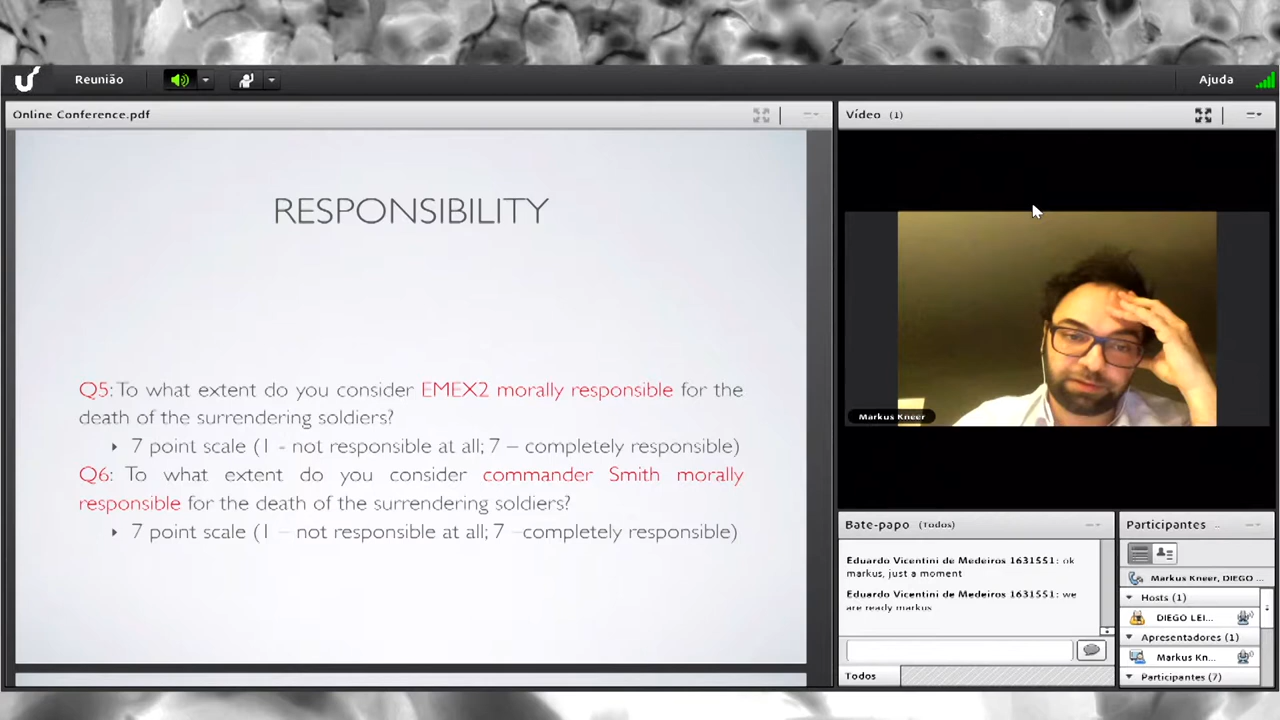 Reunião
Ajuda
Online Conference.pdf
RESPONSIBILITY
Q5: To what extent do you consider EMEX2 morally responsible for the
death of the surrendering soldiers?
7 point scale (1 - not responsible at all; 7 – completely responsible)
Q6: To what extent do you consider commander Smith morally
responsible for the death of the surrendering soldiers?
7 point scale (1 – not responsible at all; 7 –completely responsible)
Vídeo (1)
Markus Kneer
Bate-papo (Todos)
Eduardo Vicentini de Medeiros 1631551: ok
markus, just a moment
Eduardo Vicentini de Medeiros 1631551: we
are ready markus
Todos
Participantes ..
Markus Kneer, DIEGO ...
Hosts (1)
DIEGO LEI...
Apresentadores (1)
Markus Kn...
Participantes (7)